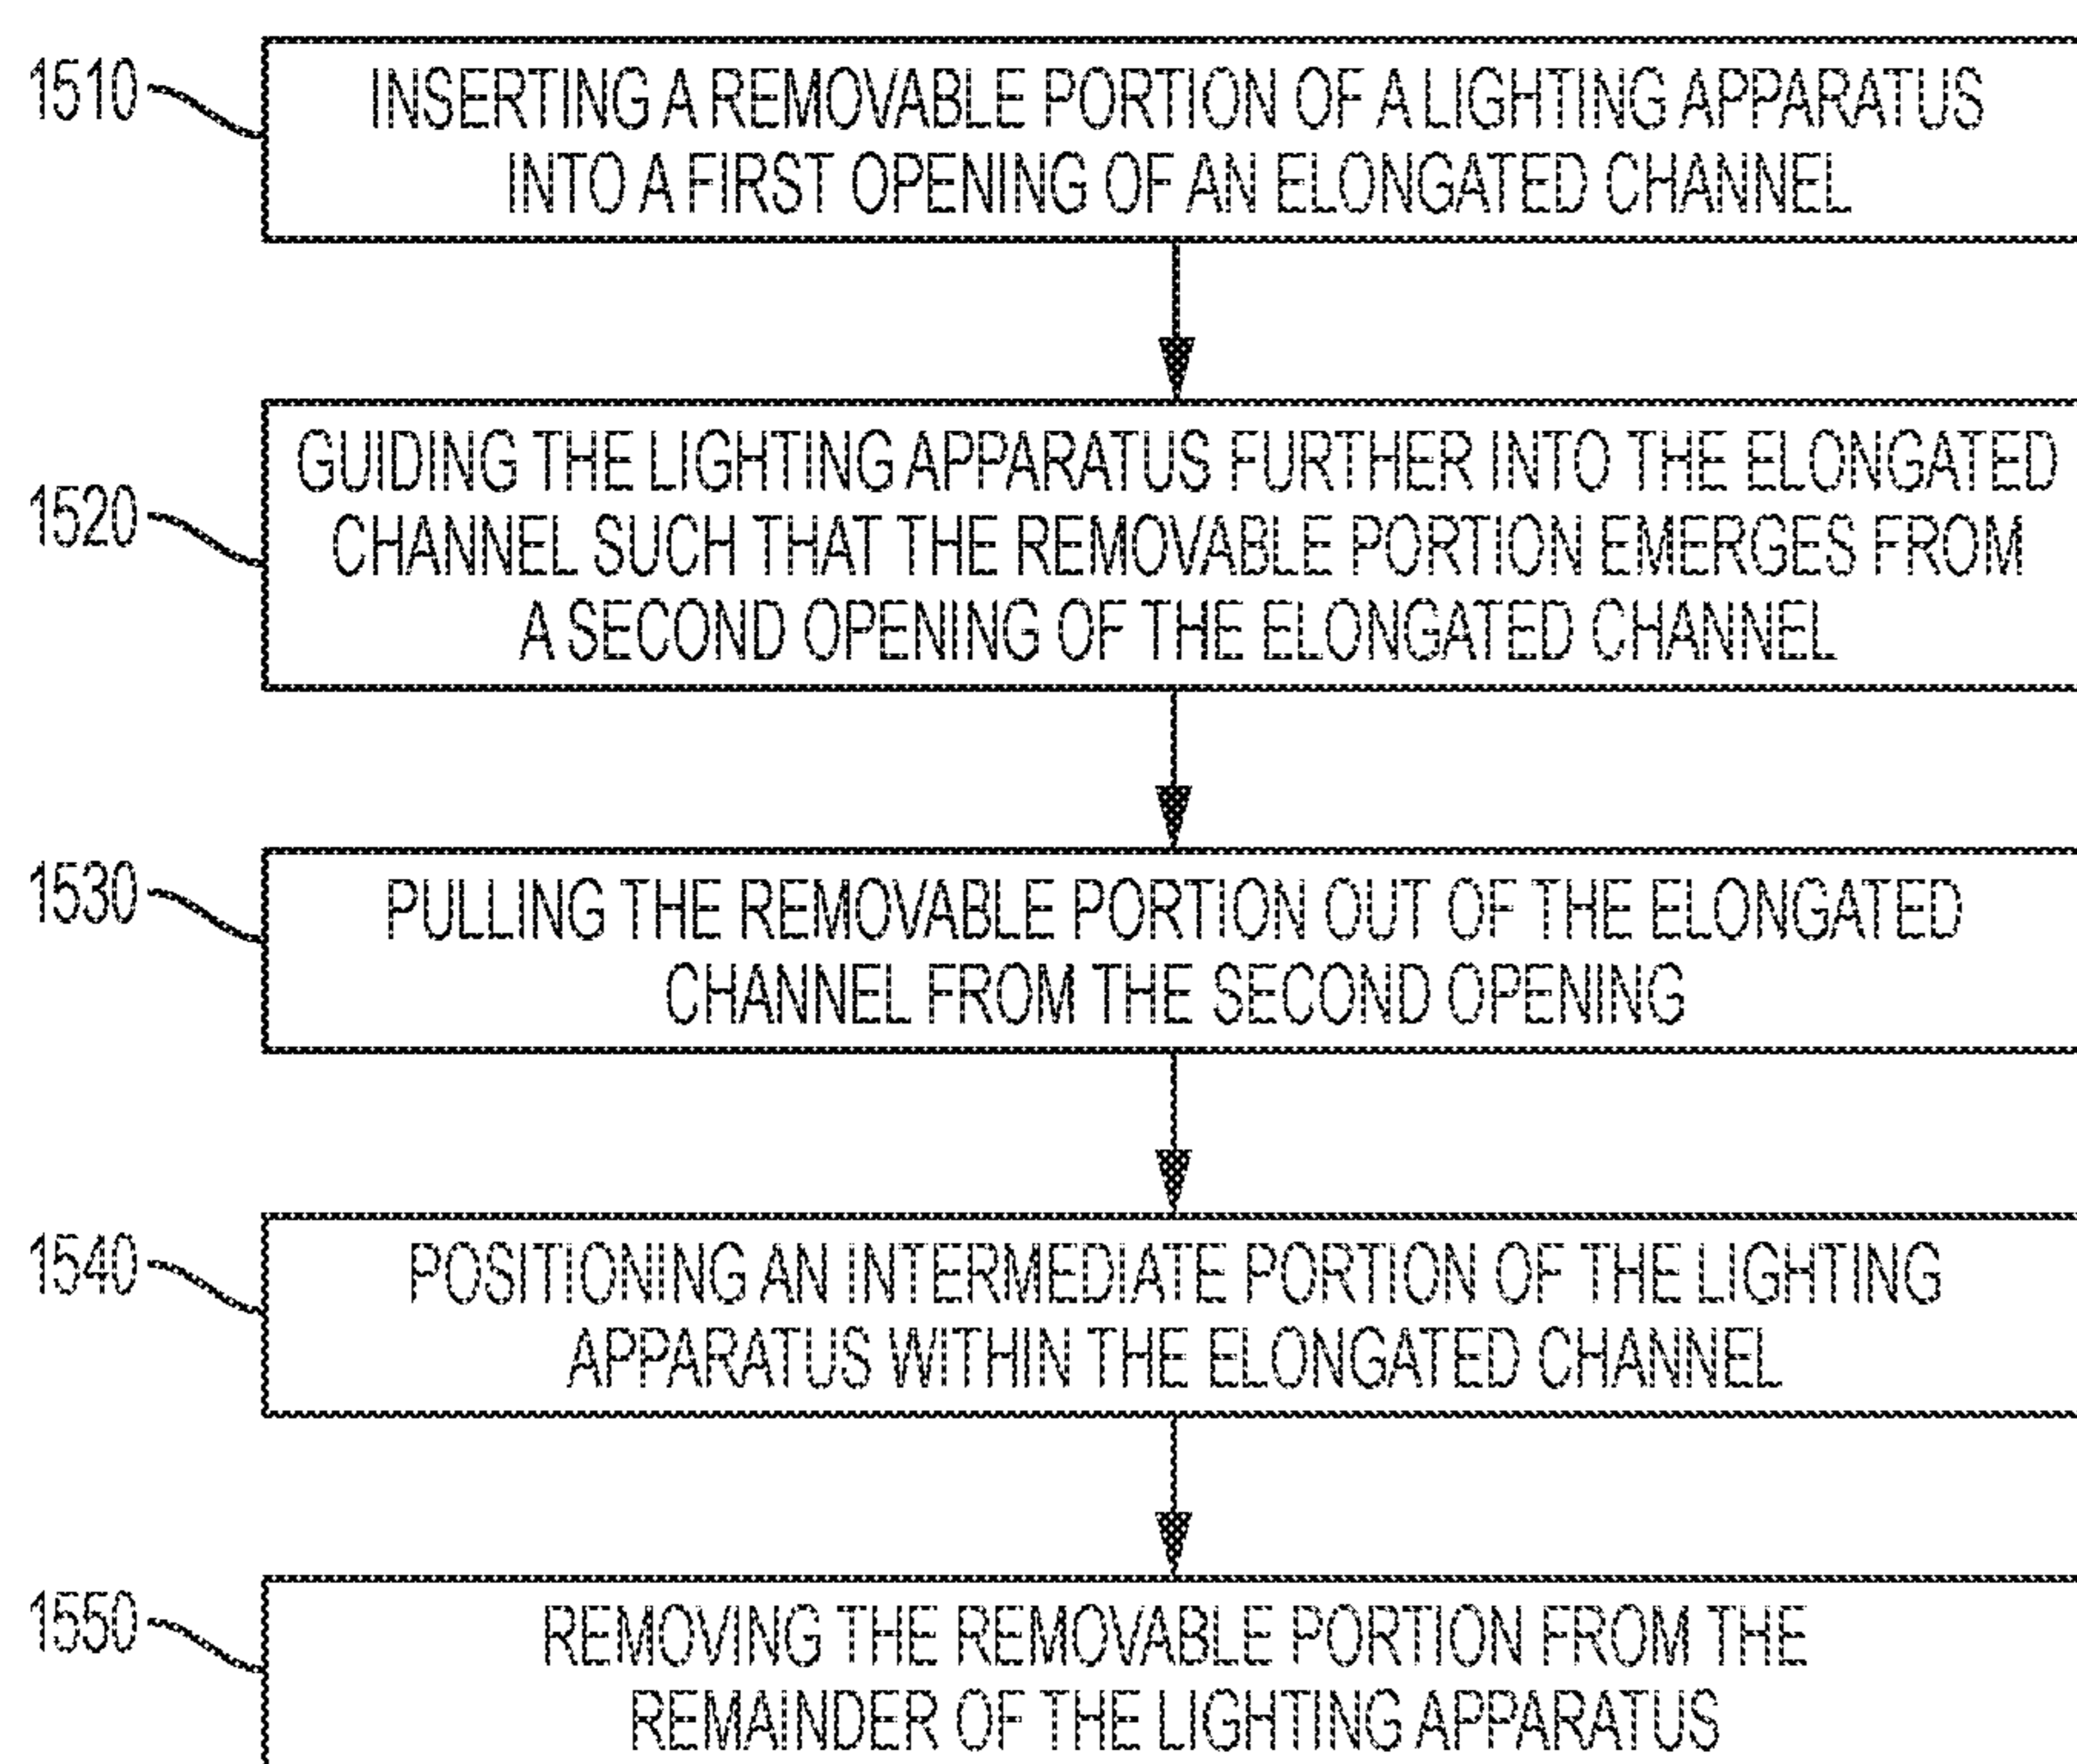 1510
INSERTING A REMOVABLE PORTION OF A LIGHTING APPARATUS
INTO A FIRST OPENING OF AN ELONGATED CHANNEL
1520
GUIDING THE LIGHTING APPARATUS FURTHER INTO THE ELONGATED
CHANNEL SUCH THAT THE REMOVABLE PORTION EMERGES FROM
A SECOND OPENING OF THE ELONGATED CHANNEL
1530
PULLING THE REMOVABLE PORTION OUT OF THE ELONGATED
CHANNEL FROM THE SECOND OPENING
1540
POSITIONING AN INTERMEDIATE PORTION OF THE LIGHTING
APPARATUS WITHIN THE ELONGATED CHANNEL
1550
REMOVING THE REMOVABLE PORTION FROM THE
REMAINDER OF THE LIGHTING APPARATUS